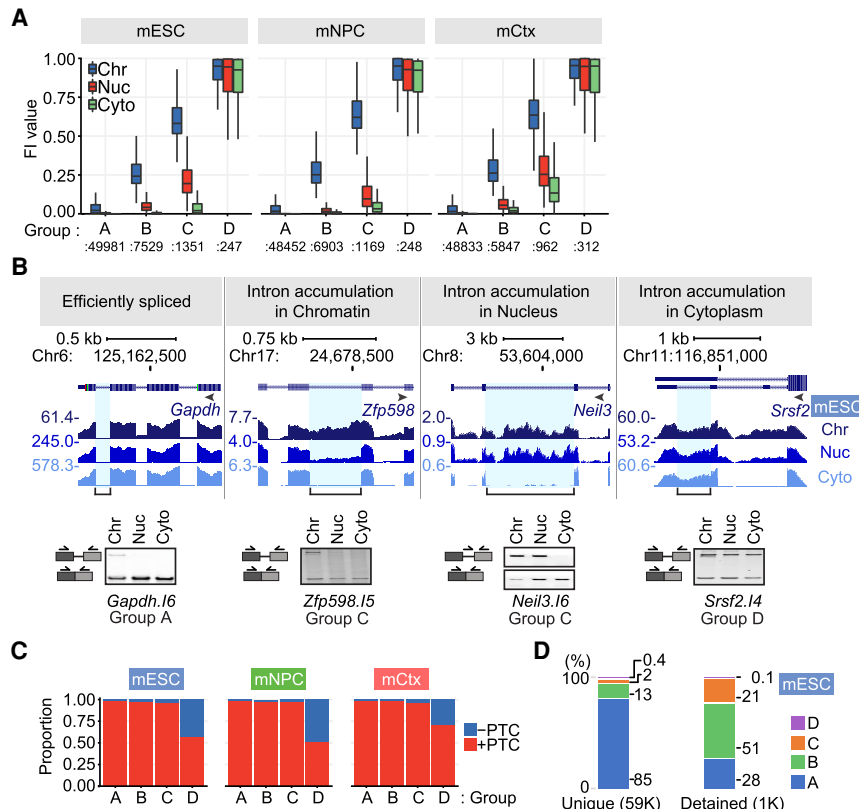 A
mESC
mNPC
mCtx
FI value
1.00
0.75
0.50
0.25
0.00
Chr
Nuc
Cyto
Group : A B C D A B C D A B C D
:49981 :7529 :1351 :247 :48452 :6903 :1169 :248 :48833 :5847 :962 :312
B
Efficiently spliced
Intron accumulation
in Chromatin
Intron accumulation
in Nucleus
Intron accumulation
in Cytoplasm
0.5 kb
Chr6: 125,162,500
0.75 kb
Chr17: 24,678,500
3 kb
Chr8: 53,604,000
1 kb
Chr11:116,851,000
Gapdh
Zfp598
Neil3
Srsf2
mESC
61.4-
245.0-
578.3-
7.7-
4.0-
6.3-
2.0-
0.9-
0.6-
60.0-
53.2-
60.6-
Chr
Nuc
Cyto
Chr Nuc Cyto
Gapdh.I6
Group A
Chr Nuc Cyto
Zfp598.I5
Group C
Chr Nuc Cyto
Neil3.I6
Group C
Chr Nuc Cyto
Srsf2.I4
Group D
C
mESC
mNPC
mCtx
Proportion
1.00
0.75
0.50
0.25
0.00
-PTC
+PTC
A B C D A B C D A B C D : Group
D
(%)
100
0
0.4
2
-13
-85
0.1
-21
-51
-28
mESC
D
C
B
A
Unique (59K)
Detained (1K)